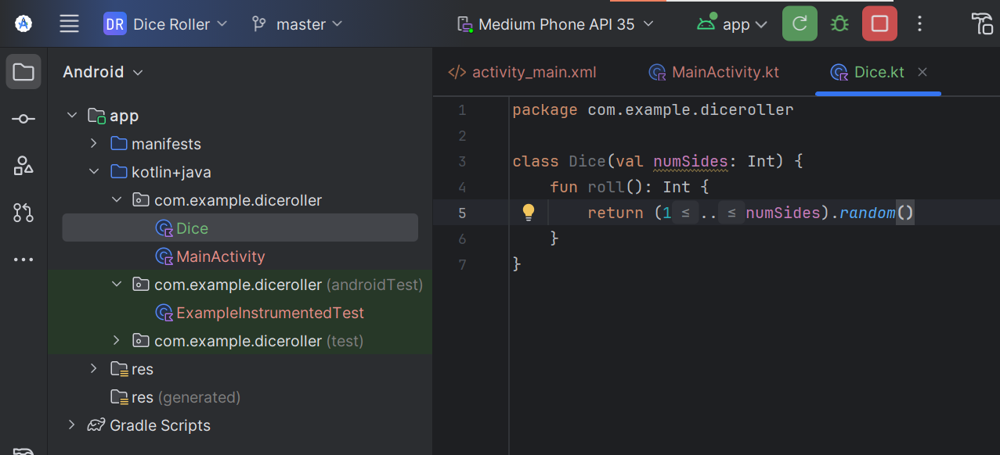 DR Dice Roller master Medium Phone API 35 app
Android
activity_main.xml MainActivity.kt Dice.kt
app
manifests
kotlin+java
com.example.diceroller
Dice
MainActivity
com.example.diceroller (androidTest)
ExampleInstrumentedTest
com.example.diceroller (test)
res
res (generated)
Gradle Scripts
1 package com.example.diceroller
2
3 class Dice(val numSides: Int) {
4 fun roll(): Int {
5 return (1 ≤ .. ≤ numSides).random()
6 }
7 }